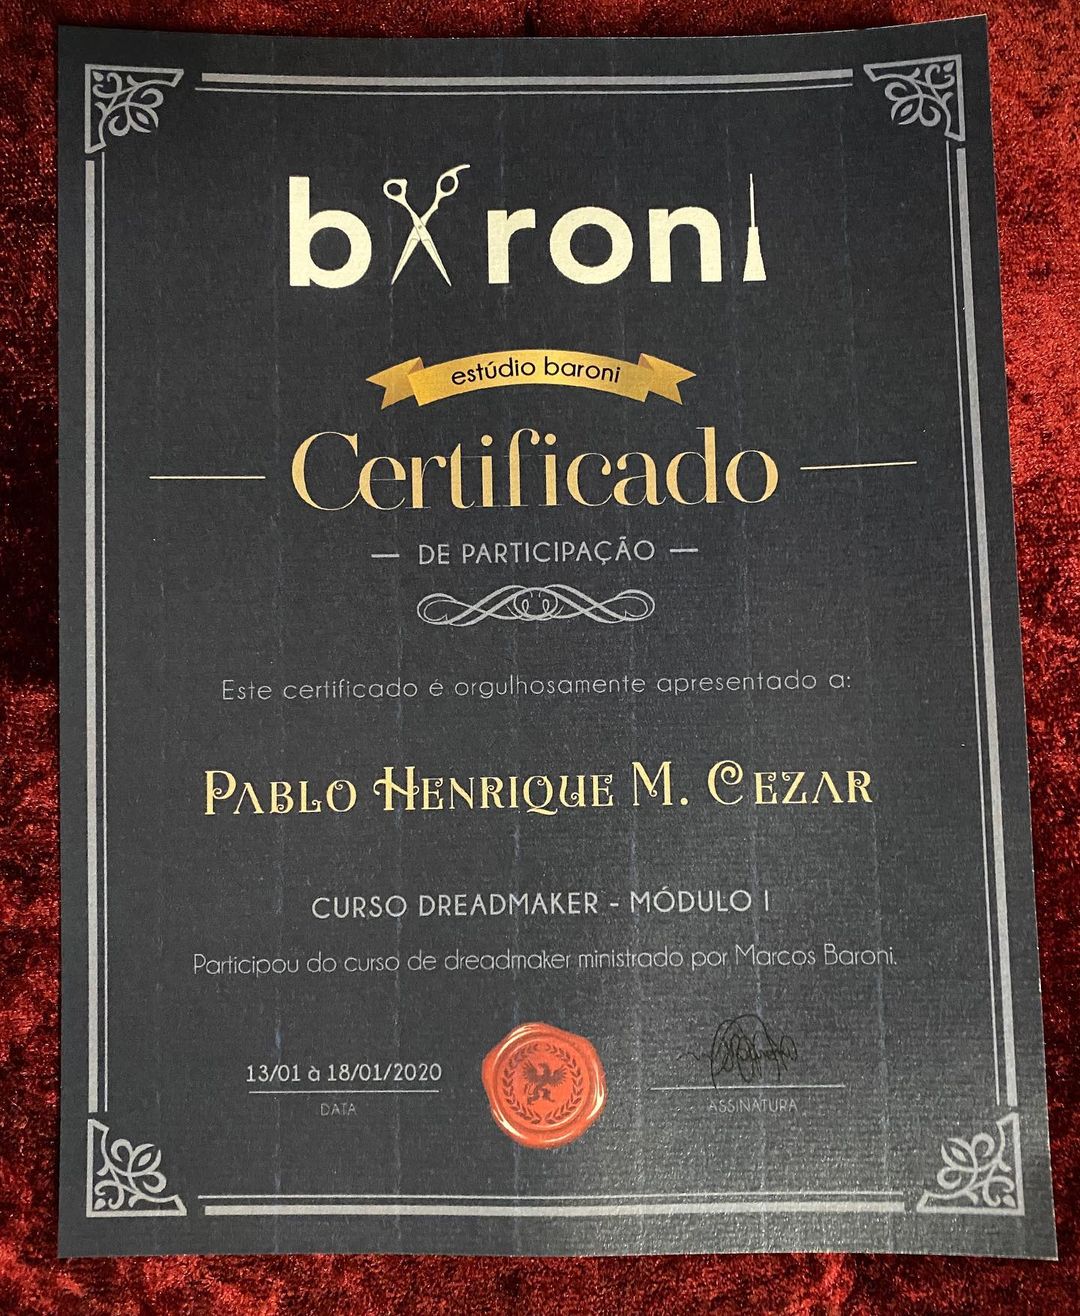 baroni
estúdio baroni
Certificado
— DE PARTICIPAÇÃO —
Este certificado é orgulhosamente apresentado a:
PABLO HENRIQUE M. CEZAR
CURSO DREADMAKER - MÓDULO I
Participou do curso de dreadmaker ministrado por Marcos Baroni.
13/01 à 18/01/2020
DATA
ASSINATURA